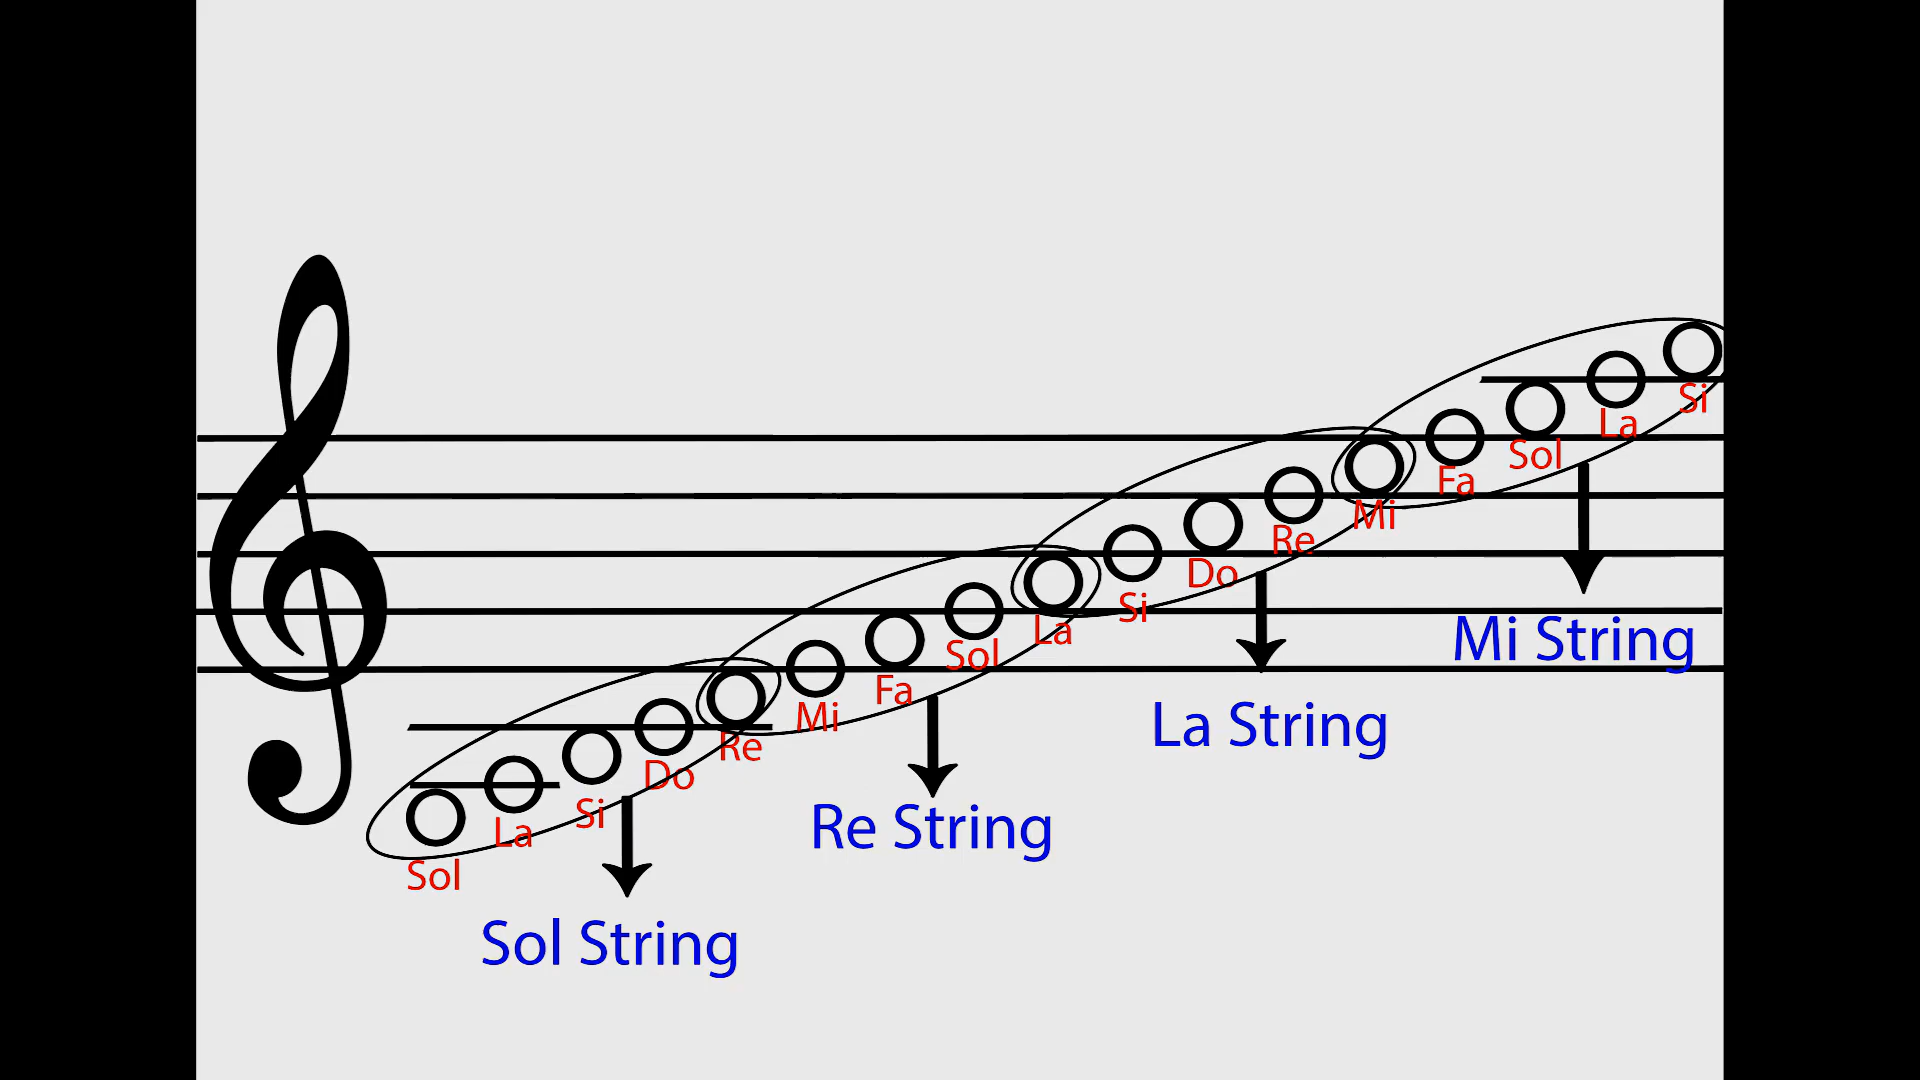 Sol
La
Si
Do
Re
Mi
Fa
Sol
La
Si
Do
Re
Mi
Fa
Sol
La
Si
Sol String
Re String
La String
Mi String